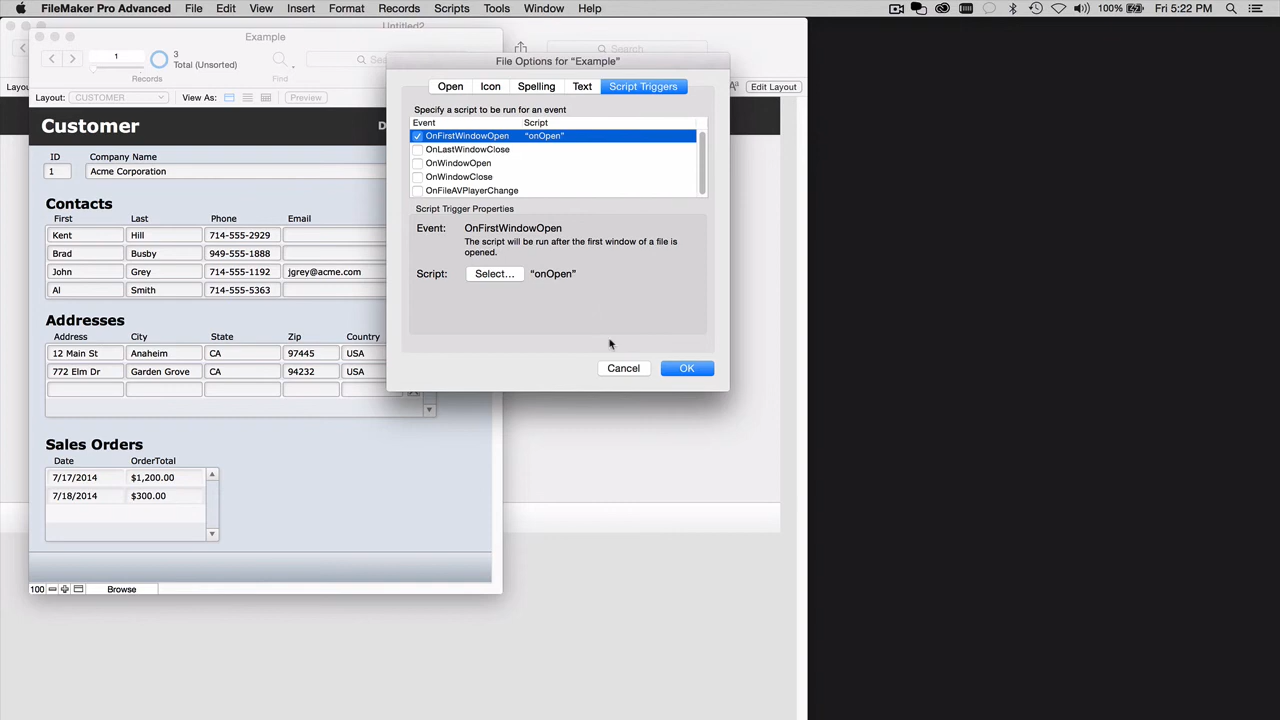 FileMaker Pro Advanced File Edit View Insert Format Records Scripts Tools Window Help 100% Fri 5:22 PM
Untitled2
Example
1
3
Total (Unsorted)
Records
Find
Sea
Search
Layou
Layout: CUSTOMER View As: Preview
Aª Edit Layout
File Options for “Example”
Open Icon Spelling Text Script Triggers
Specify a script to be run for an event
Event Script
OnFirstWindowOpen “onOpen”
OnLastWindowClose
OnWindowOpen
OnWindowClose
OnFileAVPlayerChange
Script Trigger Properties
Event: OnFirstWindowOpen
The script will be run after the first window of a file is
opened.
Script: Select... “onOpen”
Cancel OK
Customer
D
ID Company Name
1 Acme Corporation
Contacts
First Last Phone Email
Kent Hill 714-555-2929
Brad Busby 949-555-1888
John Grey 714-555-1192 jgrey@acme.com
Al Smith 714-555-5363
Addresses
Address City State Zip Country
12 Main St Anaheim CA 97445 USA
772 Elm Dr Garden Grove CA 94232 USA
Sales Orders
Date OrderTotal
7/17/2014 $1,200.00
7/18/2014 $300.00
100 Browse